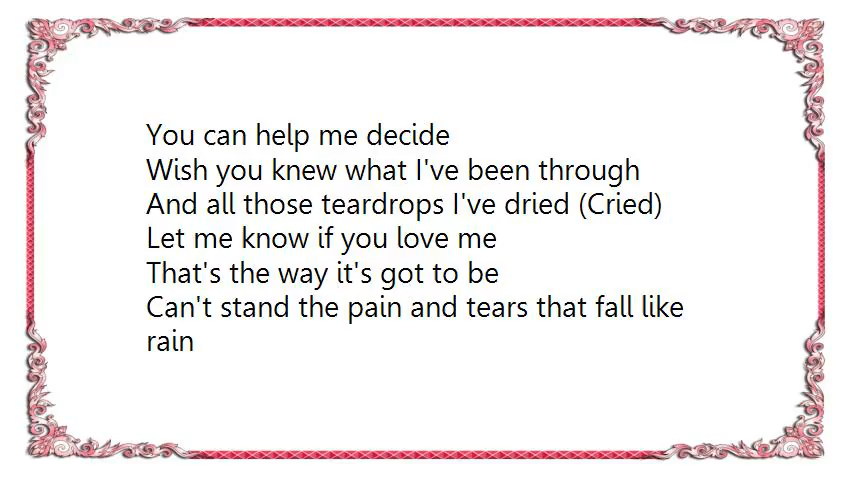 You can help me decide
Wish you knew what I've been through
And all those teardrops I've dried (Cried)
Let me know if you love me
That's the way it's got to be
Can't stand the pain and tears that fall like
rain